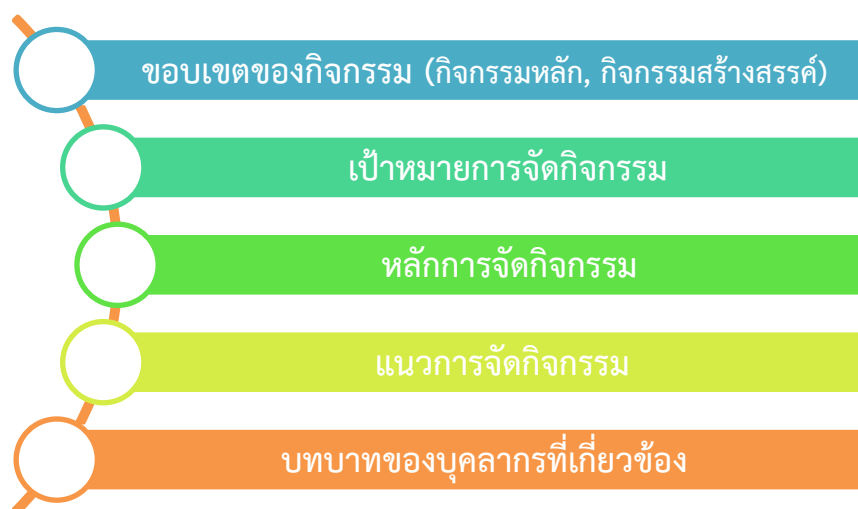 ขอบเขตของกิจกรรม (กิจกรรมหลัก, กิจกรรมสร้างสรรค์)
เป้าหมายการจัดกิจกรรม
หลักการจัดกิจกรรม
แนวการจัดกิจกรรม
บทบาทของบุคลากรที่เกี่ยวข้อง